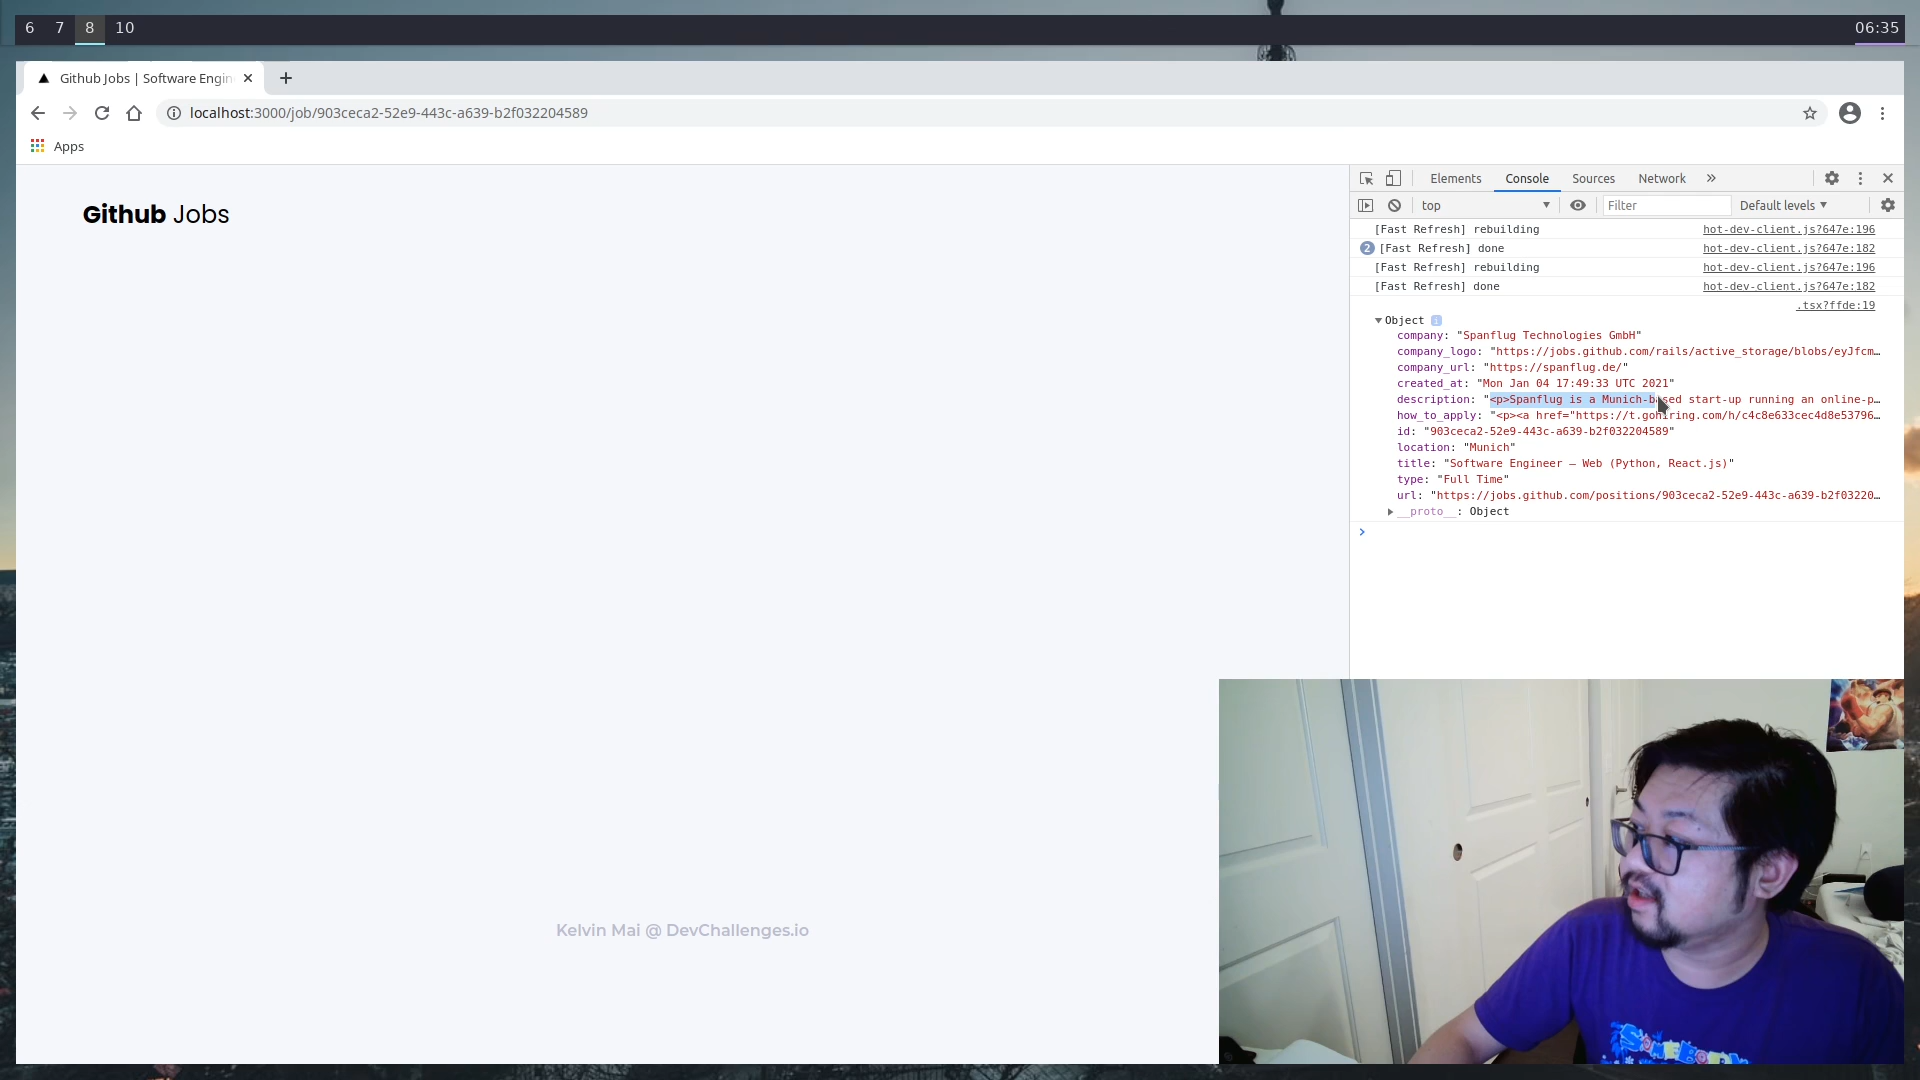 6 7 8 10 06:35
Github Jobs | Software Engin
localhost:3000/job/903ceca2-52e9-443c-a639-b2f032204589
Apps
Github Jobs
Elements Console Sources Network
top Filter Default levels
[Fast Refresh] rebuilding hot-dev-client.js?647e:196
2 [Fast Refresh] done hot-dev-client.js?647e:182
[Fast Refresh] rebuilding hot-dev-client.js?647e:196
[Fast Refresh] done hot-dev-client.js?647e:182
.tsx?ffde:19
Object i
company: "Spanflug Technologies GmbH"
company_logo: "https://jobs.github.com/rails/active_storage/blobs/eyJfcm…
company_url: "https://spanflug.de/"
created_at: "Mon Jan 04 17:49:33 UTC 2021"
description: "<p>Spanflug is a Munich-based start-up running an online-p…
how_to_apply: "<p><a href="https://t.gohiring.com/h/c4c8e633cec4d8e53796…
id: "903ceca2-52e9-443c-a639-b2f032204589"
location: "Munich"
title: "Software Engineer – Web (Python, React.js)"
type: "Full Time"
url: "https://jobs.github.com/positions/903ceca2-52e9-443c-a639-b2f03220…
__proto__: Object
Kelvin Mai @ DevChallenges.io